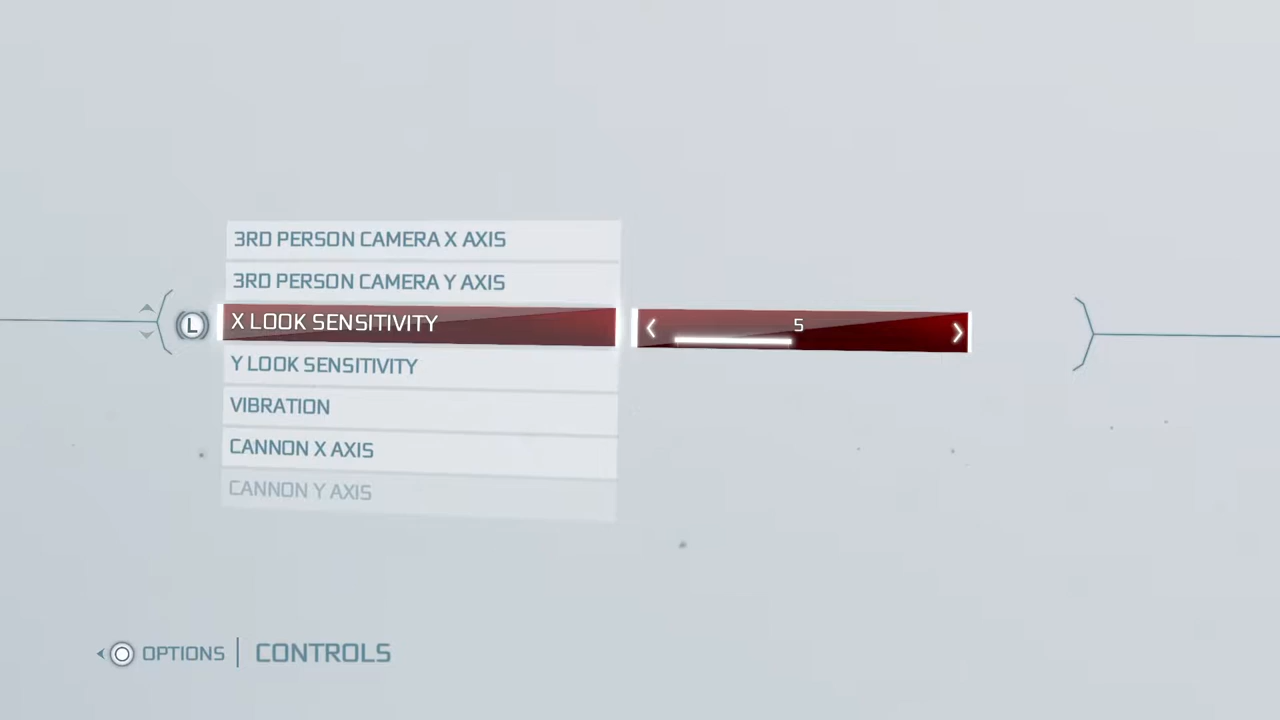 3RD PERSON CAMERA X AXIS
3RD PERSON CAMERA Y AXIS
L X LOOK SENSITIVITY 5
Y LOOK SENSITIVITY
VIBRATION
CANNON X AXIS
CANNON Y AXIS
OPTIONS CONTROLS